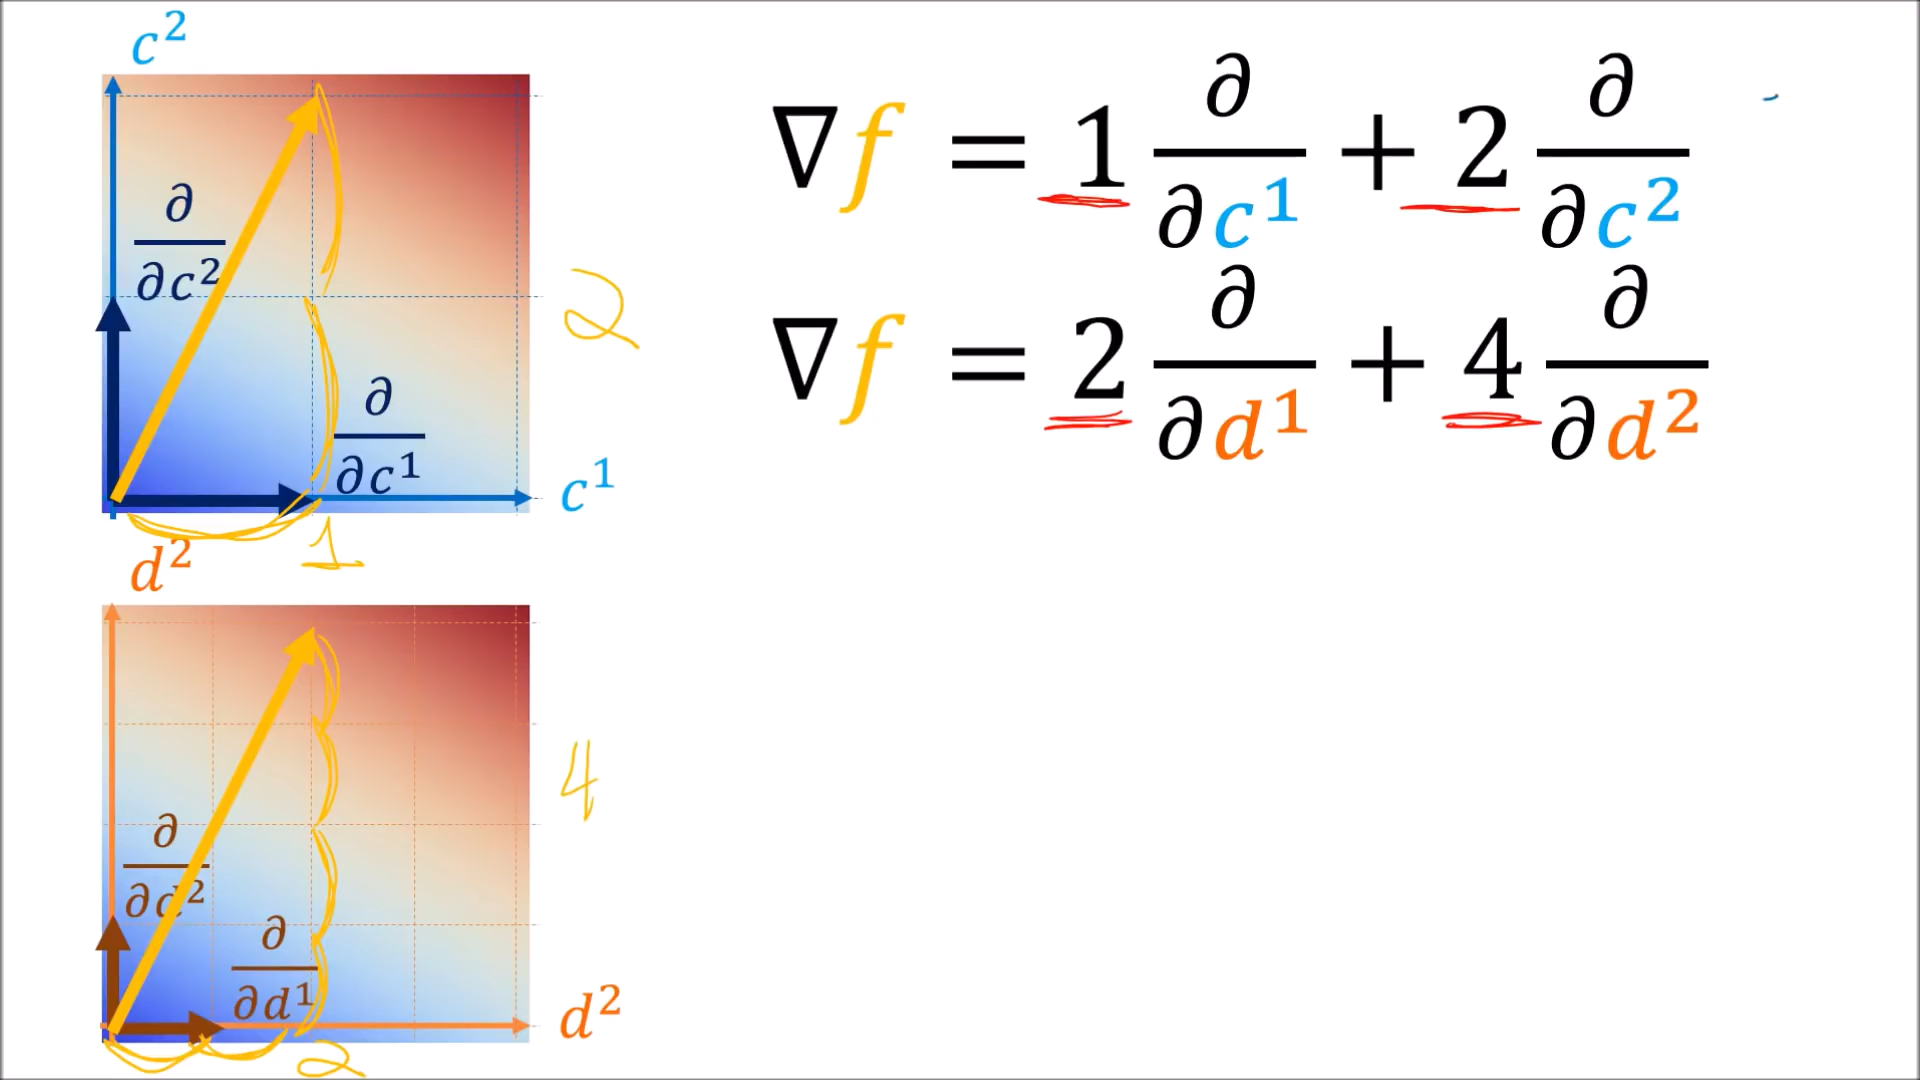 c²
∂/∂c²
∂/∂c¹
c¹
1
2
∇f = 1 ∂/∂c¹ + 2 ∂/∂c²
∇f = 2 ∂/∂d¹ + 4 ∂/∂d²
d²
∂/∂d²
∂/∂d¹
d²
2
4